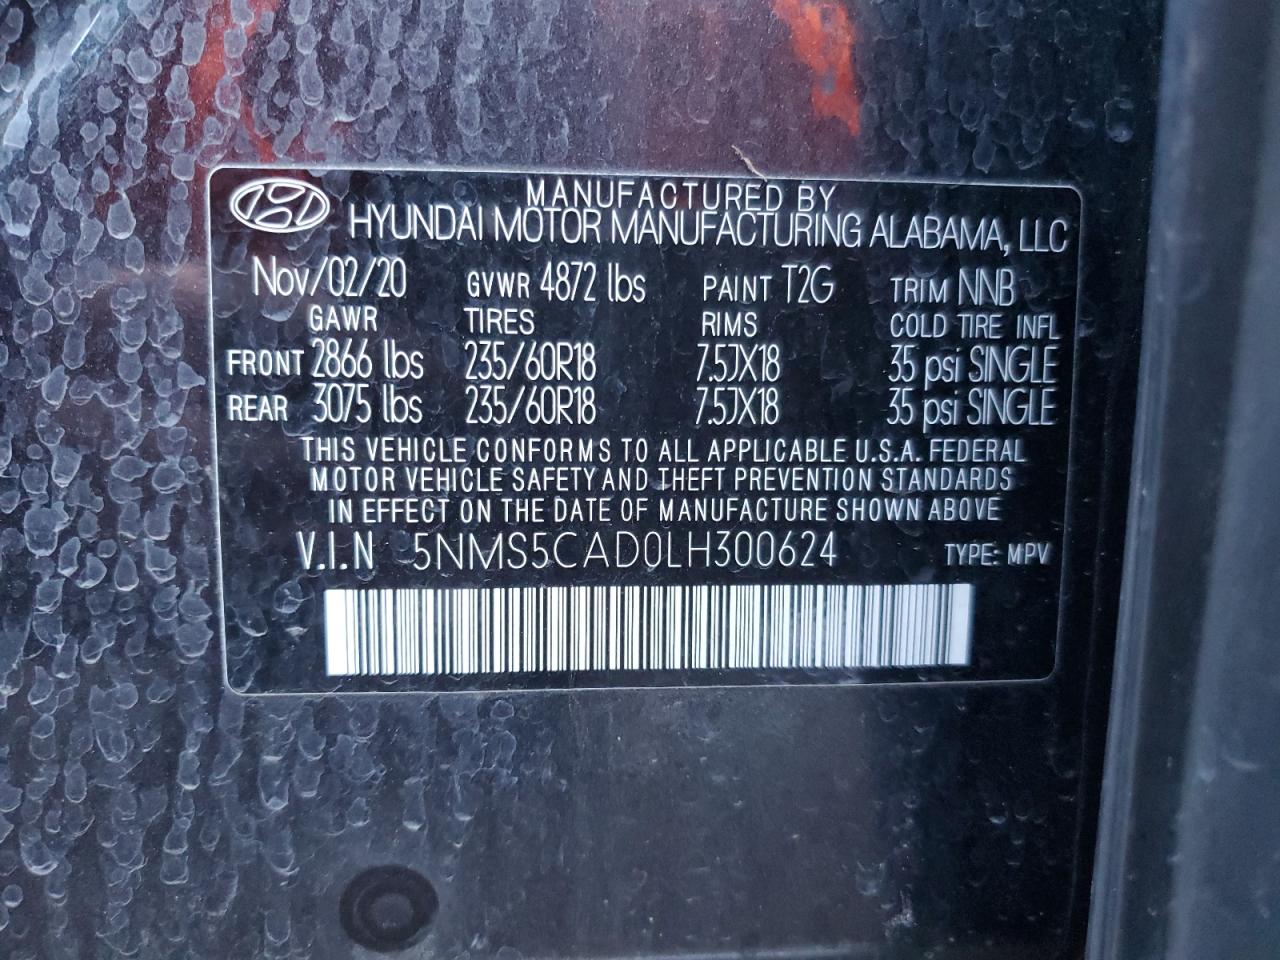 MANUFACTURED BY
HYUNDAI MOTOR MANUFACTURING ALABAMA, LLC
Nov/02/20 GVWR 4872 lbs PAINT T2G TRIM NNB
GAWR TIRES RIMS COLD TIRE INFL
FRONT 2866 lbs 235/60R18 7.5JX18 35 psi SINGLE
REAR 3075 lbs 235/60R18 7.5JX18 35 psi SINGLE
THIS VEHICLE CONFORMS TO ALL APPLICABLE U.S.A. FEDERAL
MOTOR VEHICLE SAFETY AND THEFT PREVENTION STANDARDS
IN EFFECT ON THE DATE OF MANUFACTURE SHOWN ABOVE
V.I.N 5NMS5CAD0LH300624 TYPE: MPV